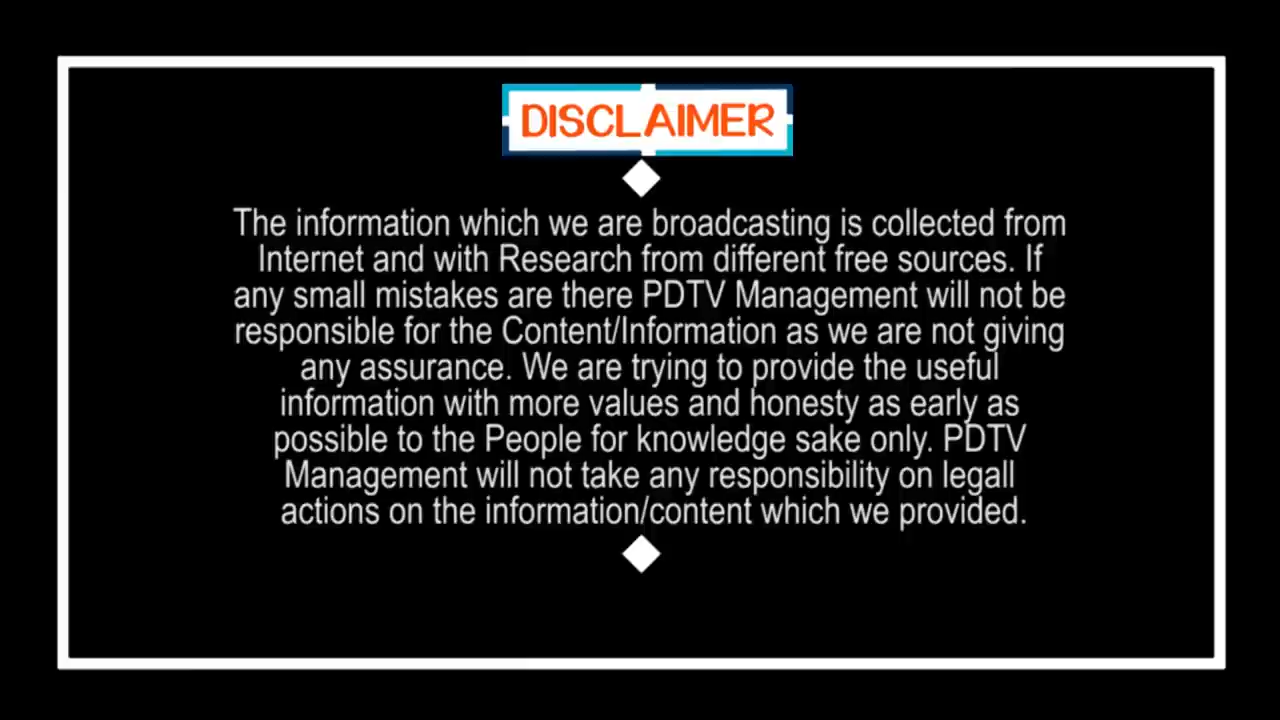 DISCLAIMER
The information which we are broadcasting is collected from
Internet and with Research from different free sources. If
any small mistakes are there PDTV Management will not be
responsible for the Content/Information as we are not giving
any assurance. We are trying to provide the useful
information with more values and honesty as early as
possible to the People for knowledge sake only. PDTV
Management will not take any responsibility on legall
actions on the information/content which we provided.